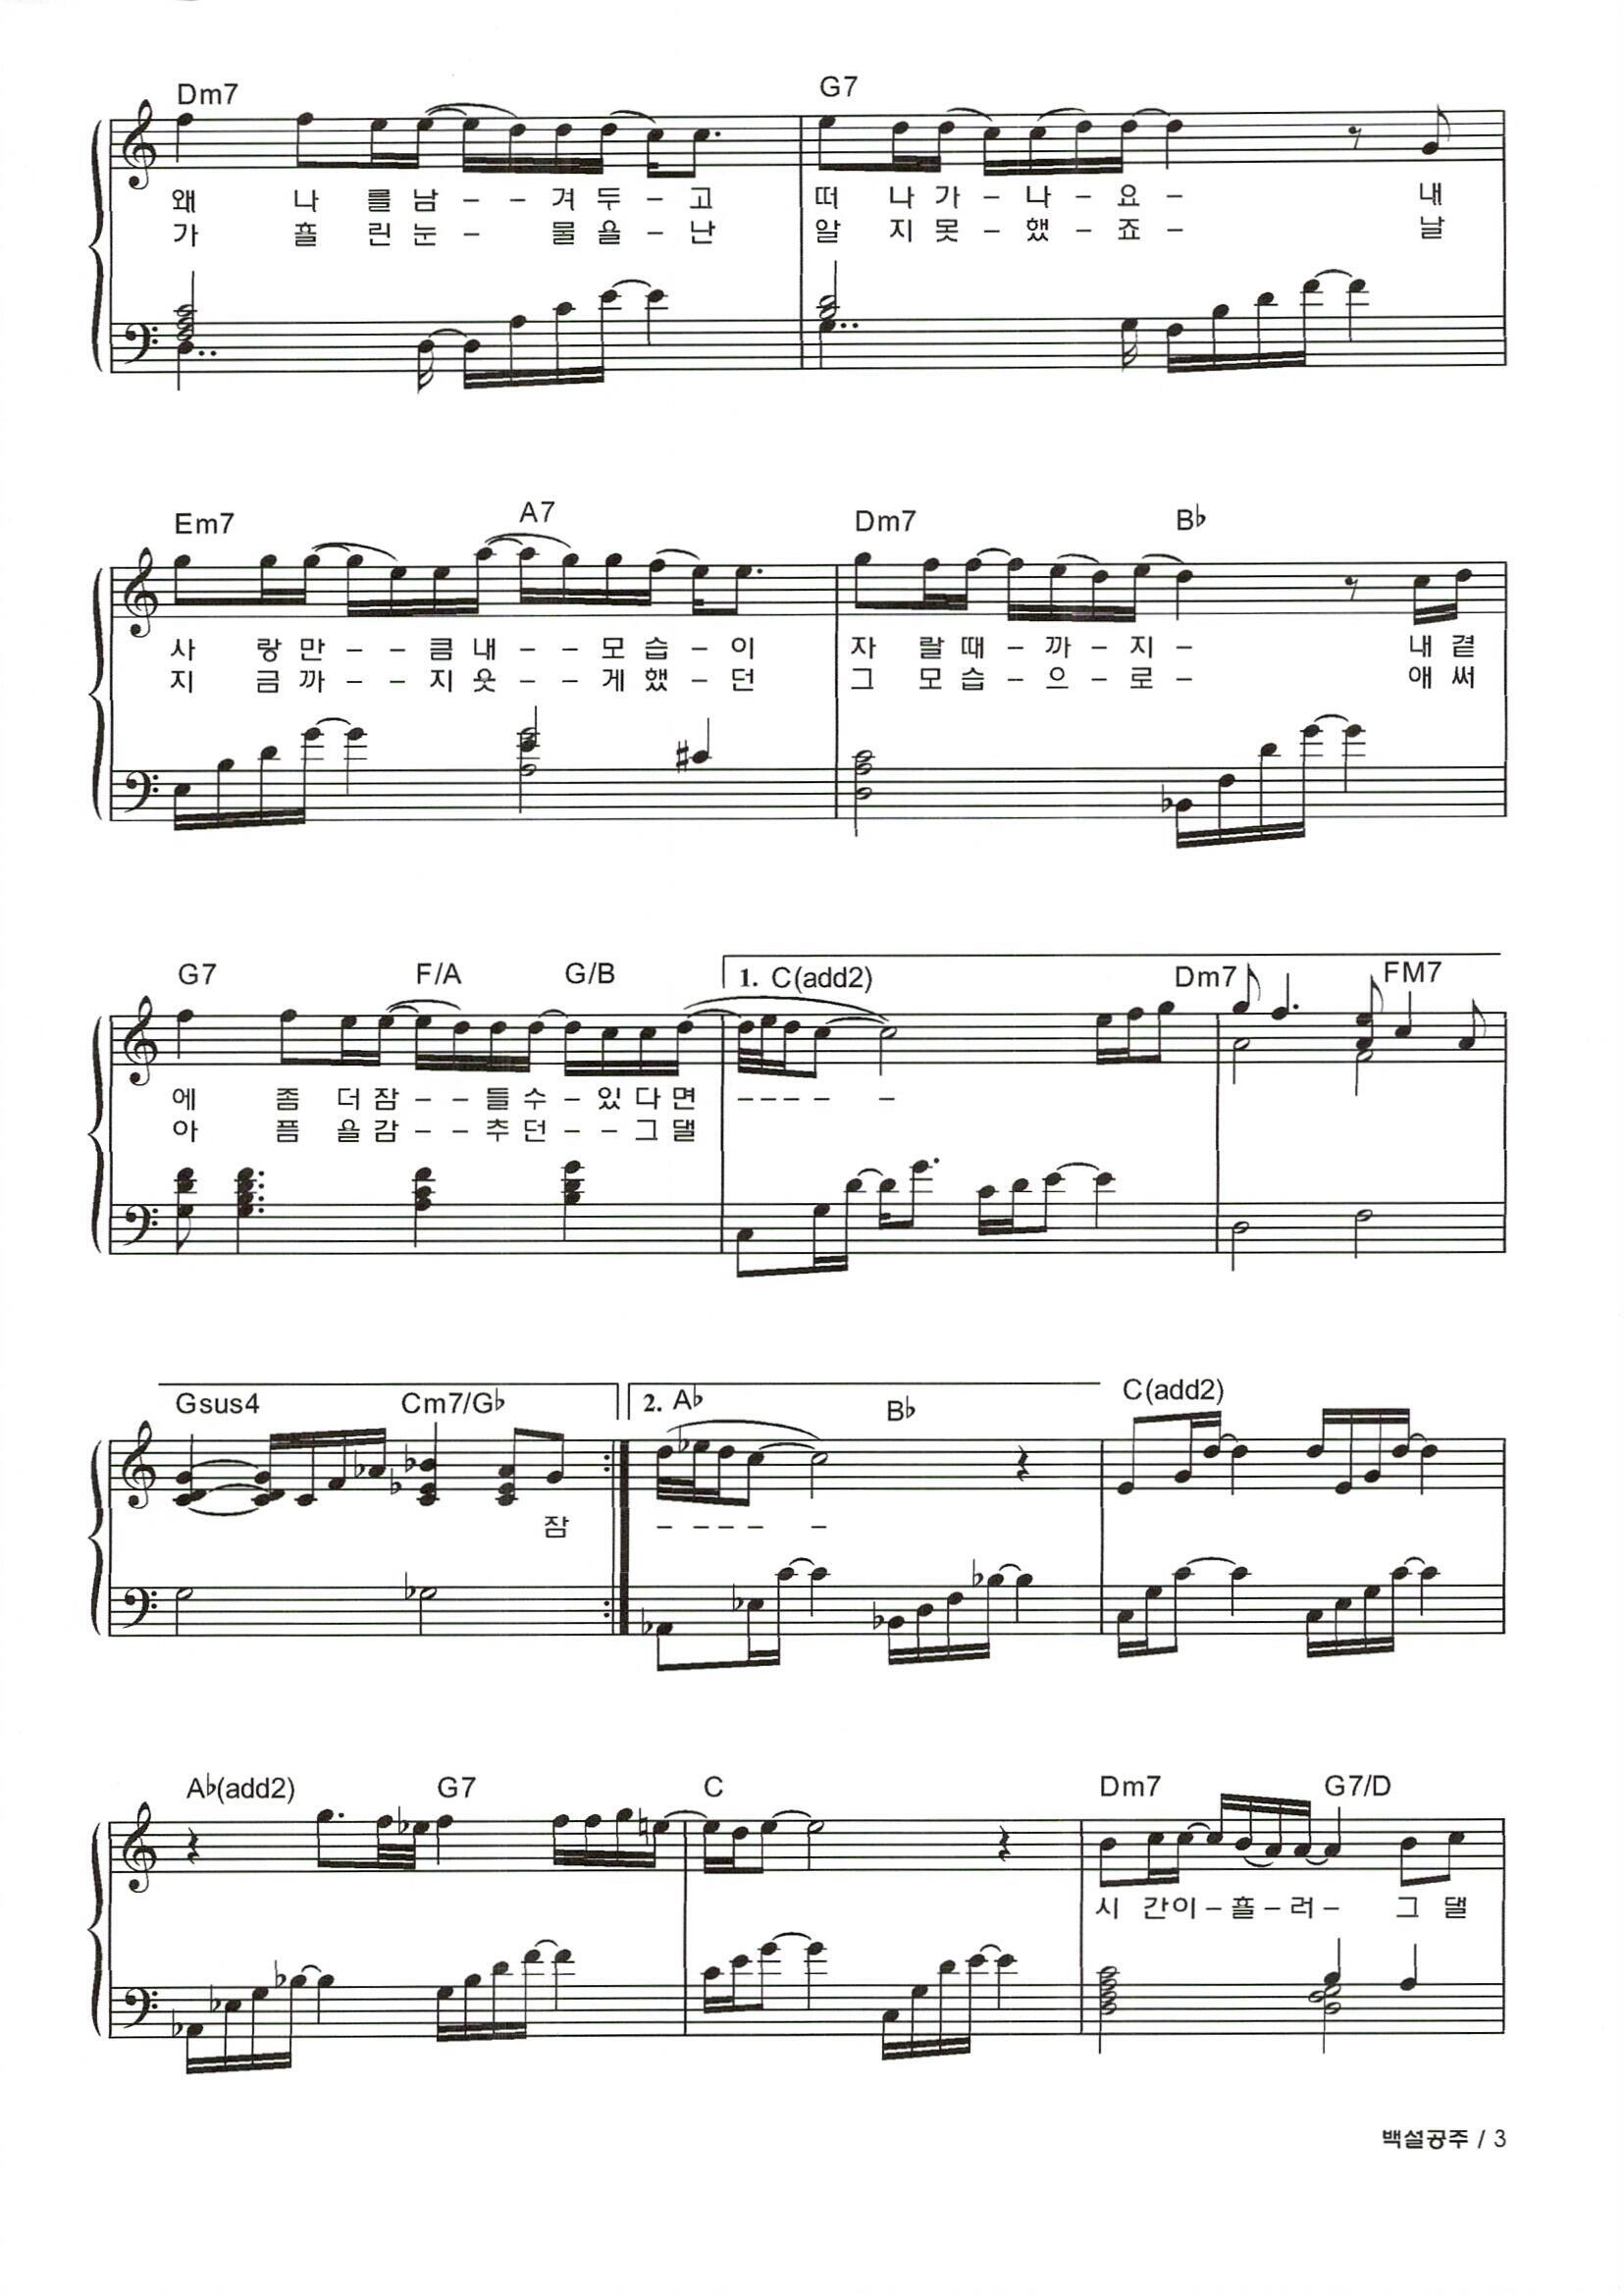 Dm7 G7
왜 나 를 남 - - 겨 두 - 고 떠 나 가 - 나 - 요 - 내
가 흘 린 눈 - 물 을 - 난 알 지 못 - 했 - 죠 - 날
Em7 A7 Dm7 B♭
사 랑 만 - - 큼 내 - - 모 습 - 이 자 랄 때 - 까 - 지 - 내 곁
지 금 까 - - 지 웃 - - 게 했 - 던 그 모 습 - 으 - 로 - 애 써
G7 F/A G/B 1. C(add2) Dm7 FM7
에 좀 더 잠 - - 들 수 - 있 다 면 - - - - -
아 픔 을 감 - - 추 던 - - 그 댈
Gsus4 Cm7/G♭ 2. A♭ B♭ C(add2)
잠 - - - - -
A♭(add2) G7 C Dm7 G7/D
시 간 이 - 흘 - 러 - 그 댈
백설공주 / 3